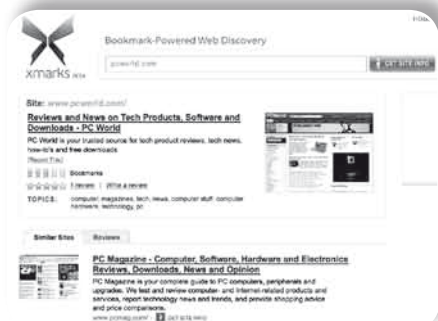 HOME
Bookmark-Powered Web Discovery
xmarks BETA
pcworld.com
GET SITE INFO
Site: www.pcworld.com/
Reviews and News on Tech Products, Software and
Downloads - PC World
PC World is your trusted source for tech product reviews, tech news,
how-to's and free downloads
Bookmarks
1 review | Write a review
TOPICS: computer, magazines, tech, news, computer stuff, computer
hardware, technology, pc
Similar Sites Reviews
PC Magazine - Computer, Software, Hardware and Electronics
Reviews, Downloads, News and Opinion
PC Magazine is your complete guide to PC computers, peripherals and
upgrades. We test and review computer- and Internet-related products and
services, report technology news and trends, and provide shopping advice
and price comparisons.
www.pcmag.com/ - GET SITE INFO